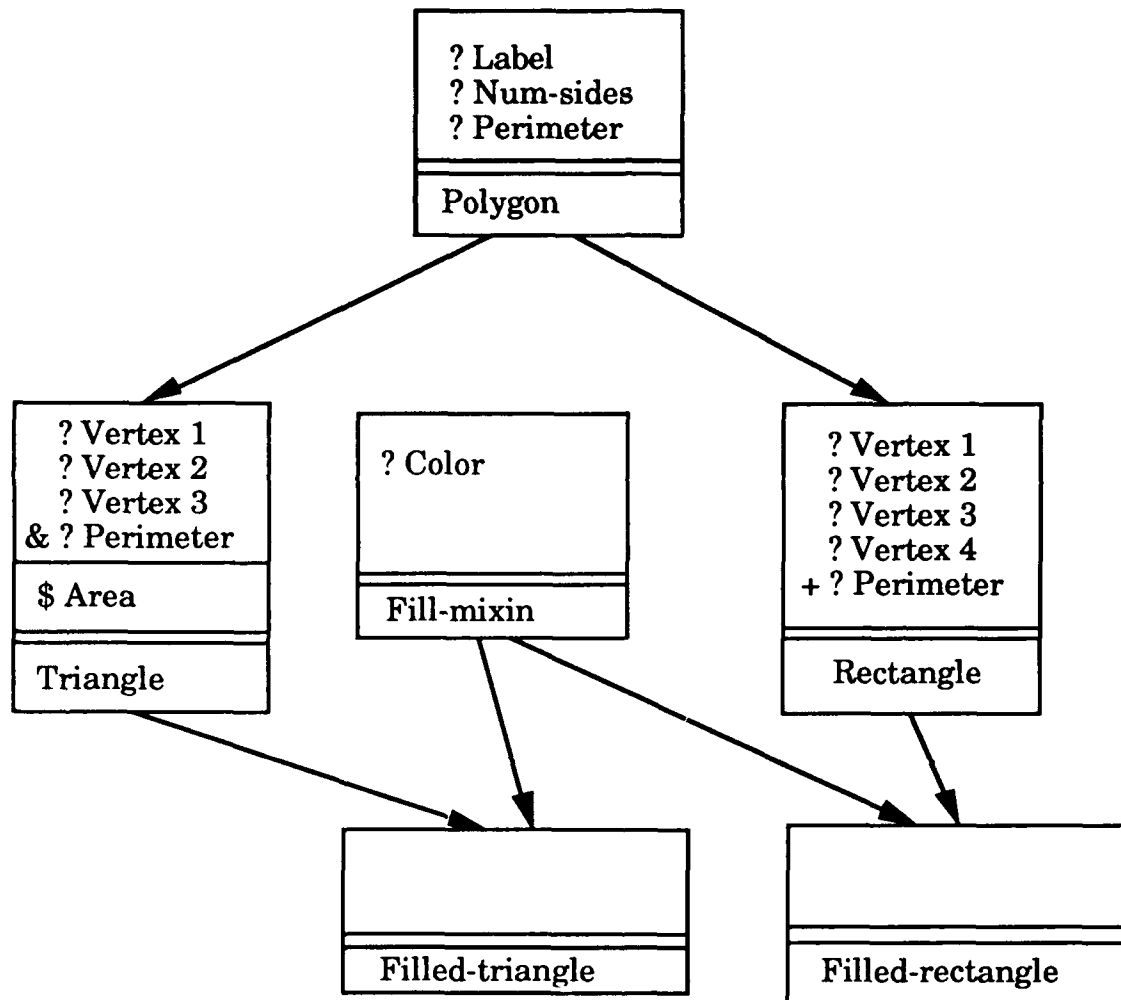 ? Label
? Num-sides
? Perimeter
Polygon
? Vertex 1
? Vertex 2
? Vertex 3
& ? Perimeter
$ Area
Triangle
? Color
Fill-mixin
? Vertex 1
? Vertex 2
? Vertex 3
? Vertex 4
+ ? Perimeter
Rectangle
Filled-triangle
Filled-rectangle